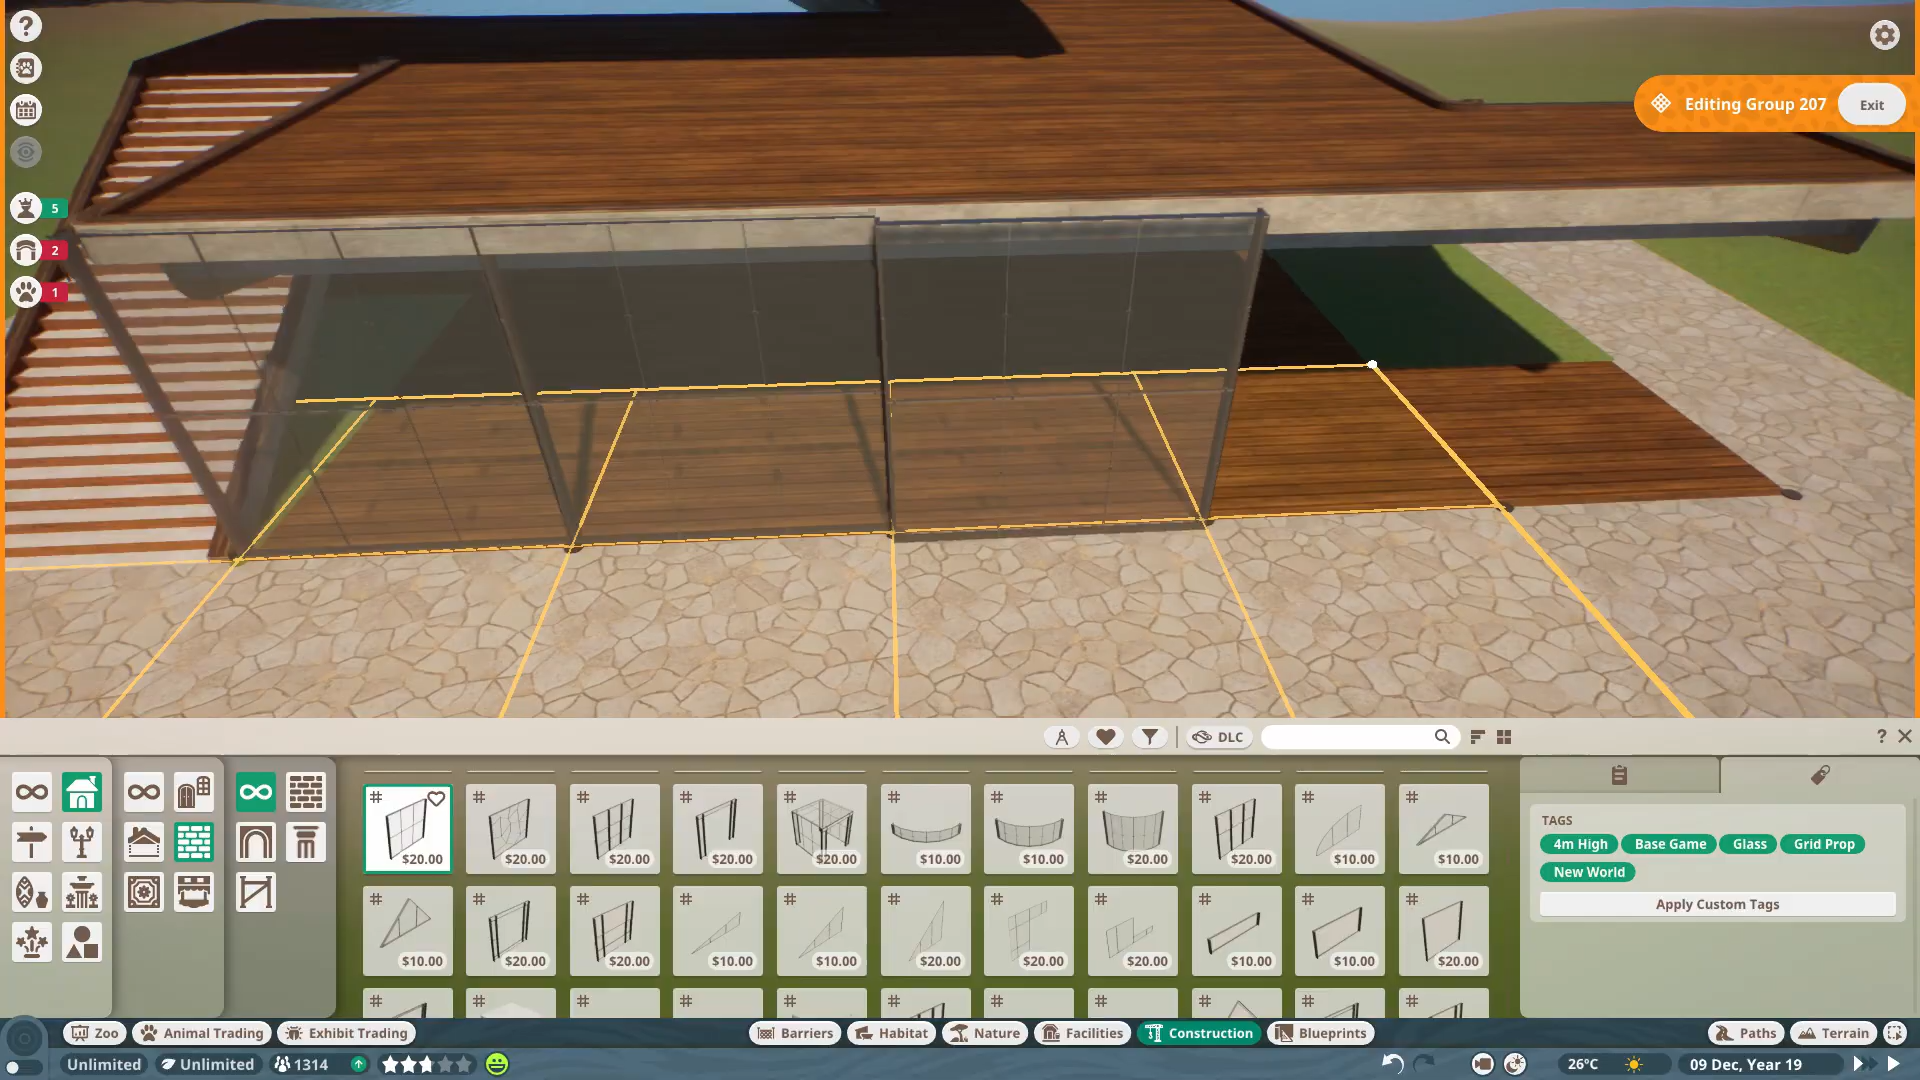 ?
5
2
1
Editing Group 207
Exit
DLC
?
# $20.00
# $20.00
# $20.00
# $20.00
# $20.00
# $10.00
# $10.00
# $20.00
# $20.00
# $10.00
# $10.00
# $10.00
# $20.00
# $20.00
# $10.00
# $10.00
# $20.00
# $20.00
# $20.00
# $10.00
# $10.00
# $20.00
# # # # # # # # # # #
TAGS
4m High Base Game Glass Grid Prop
New World
Apply Custom Tags
Zoo Animal Trading Exhibit Trading Barriers Habitat Nature Facilities Construction Blueprints Paths Terrain
Unlimited Unlimited 1314 26°C 09 Dec, Year 19